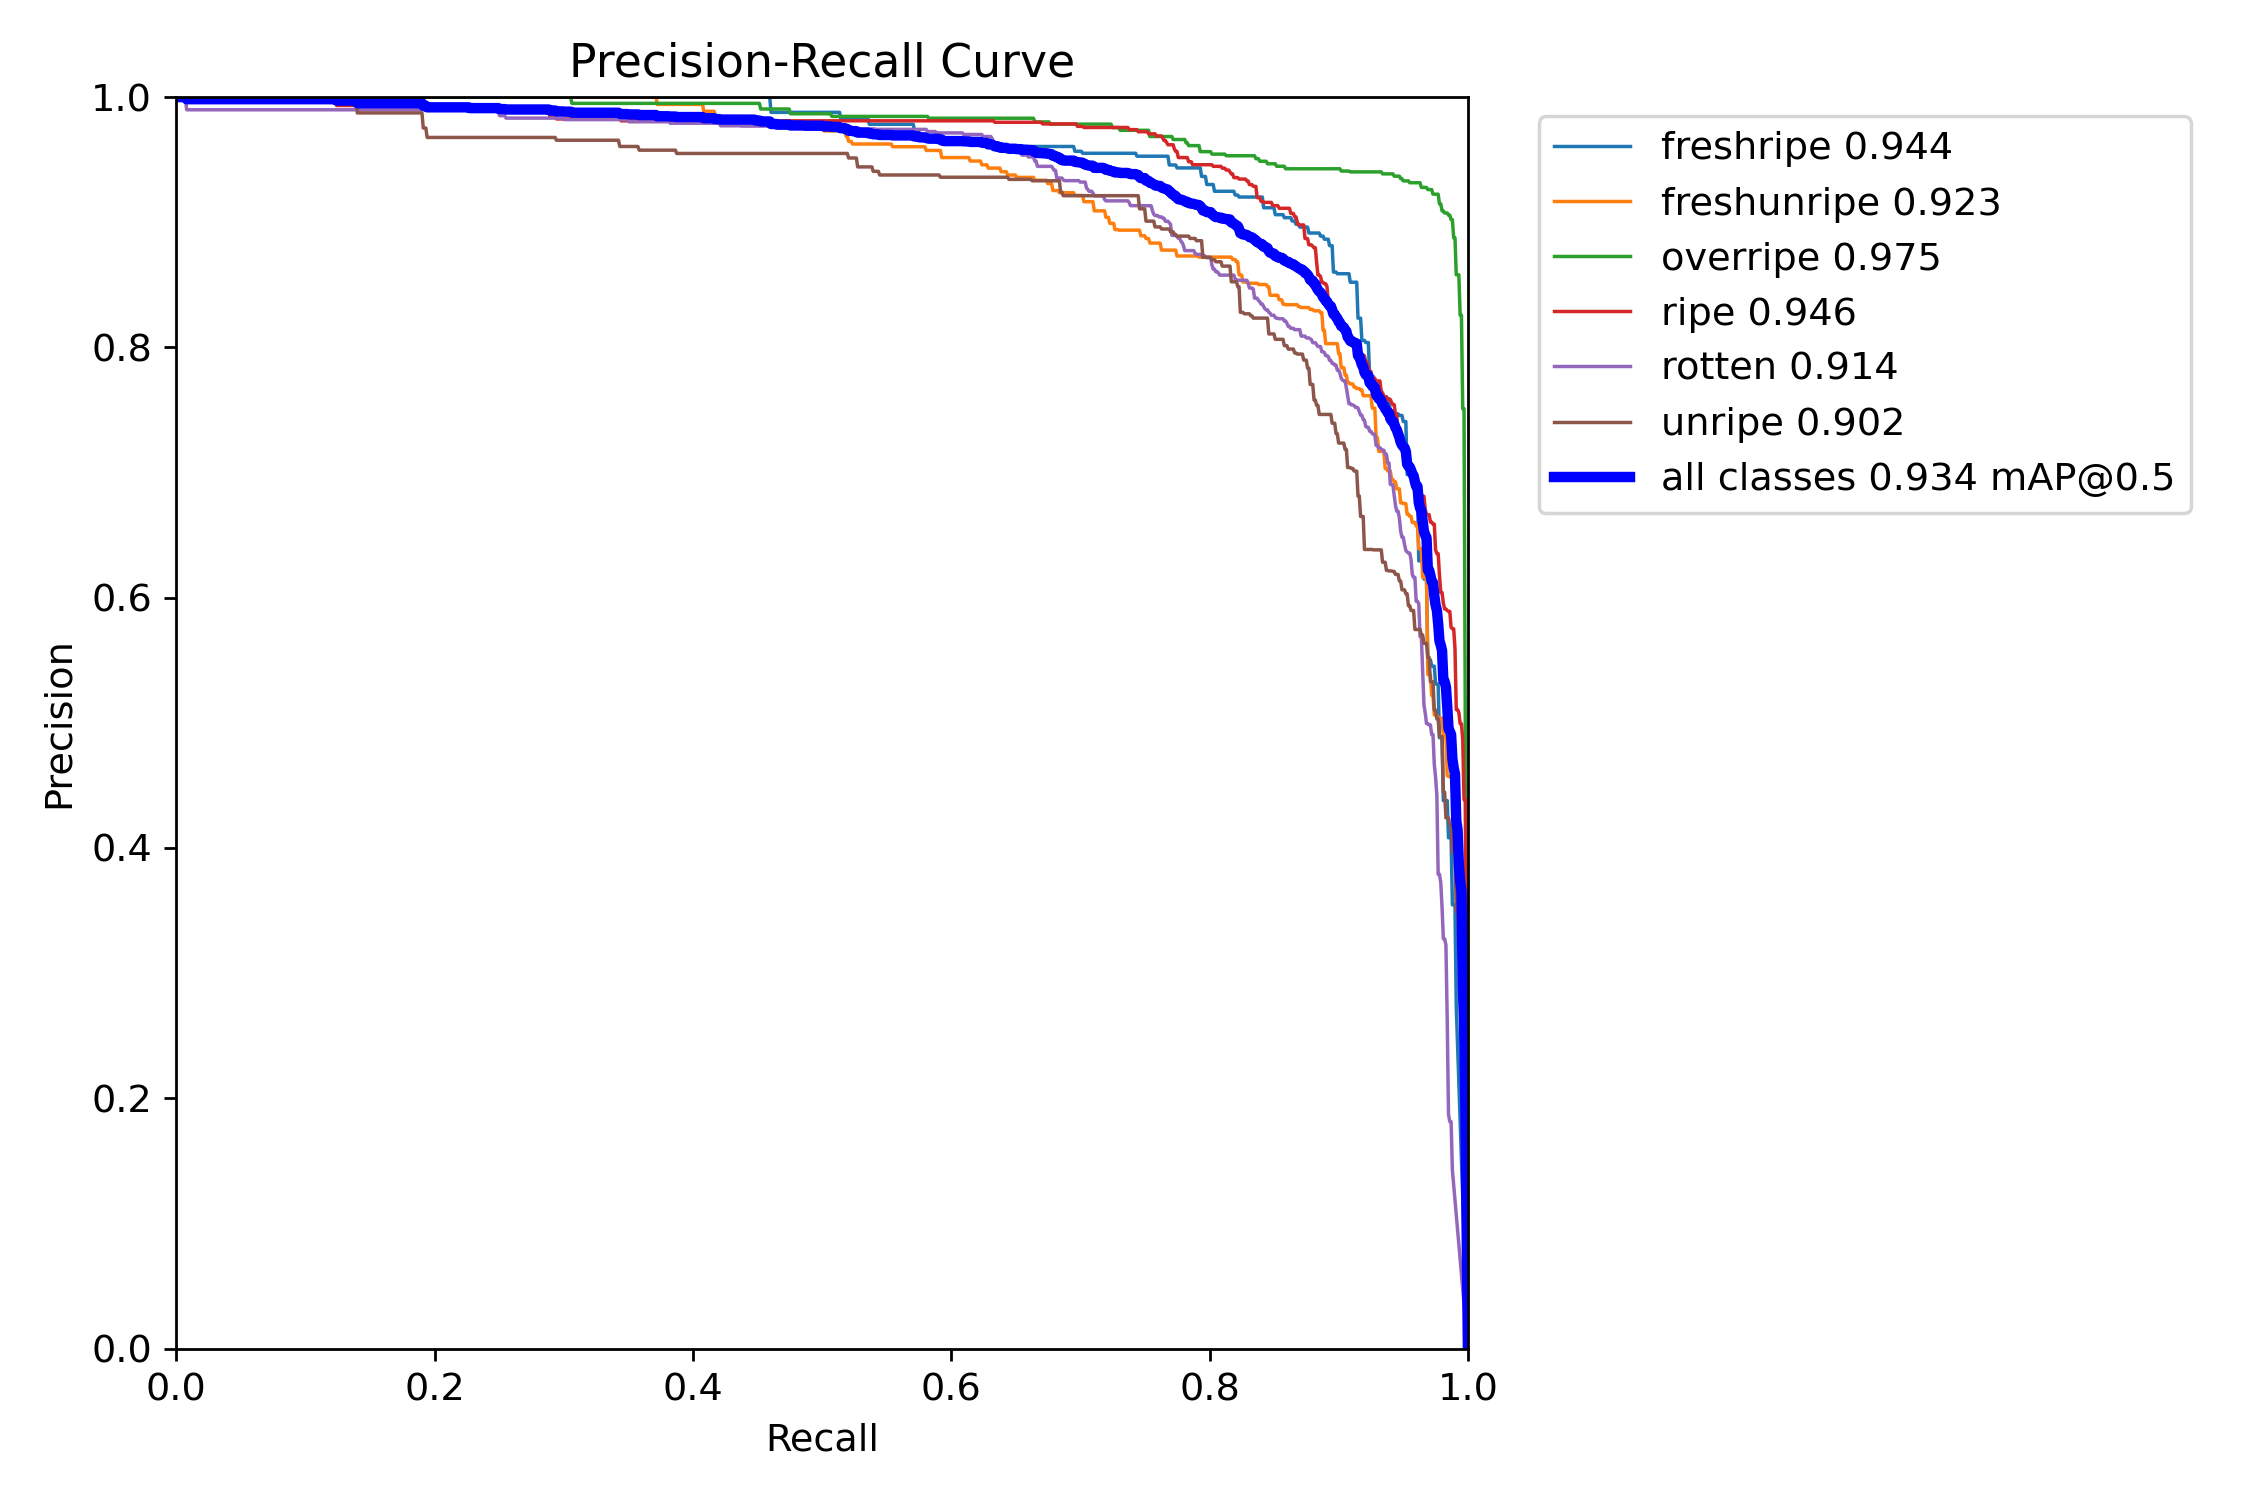 Precision-Recall Curve
1.0
0.8
0.6
0.4
0.2
0.0
Precision
0.0 0.2 0.4 0.6 0.8 1.0
Recall
freshripe 0.944
freshunripe 0.923
overripe 0.975
ripe 0.946
rotten 0.914
unripe 0.902
all classes 0.934 mAP@0.5